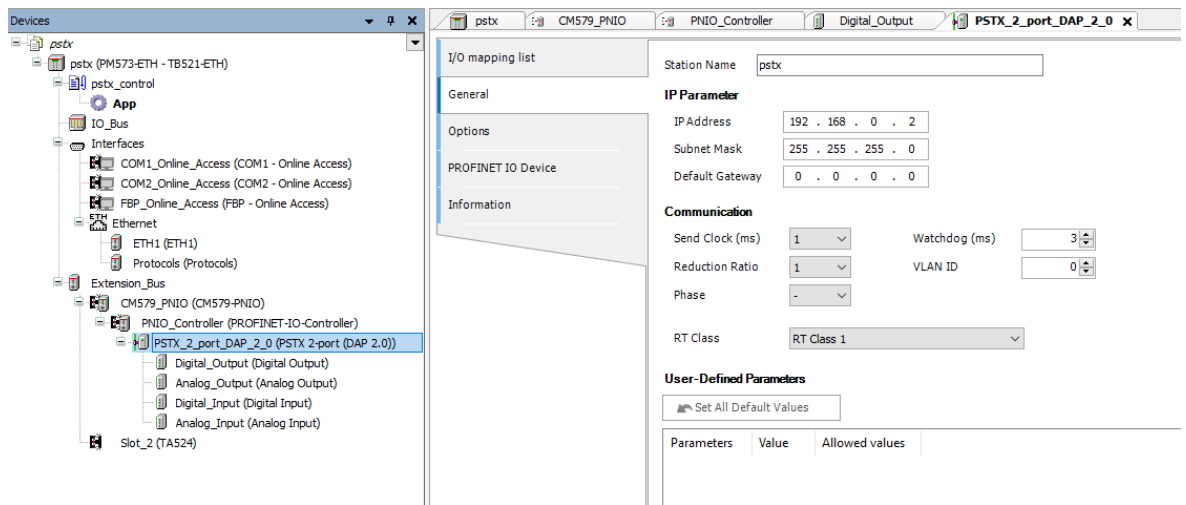 Devices
pstx
pstx (PM573-ETH - TB521-ETH)
pstx_control
App
IO_Bus
Interfaces
COM1_Online_Access (COM1 - Online Access)
COM2_Online_Access (COM2 - Online Access)
FBP_Online_Access (FBP - Online Access)
ETH Ethernet
ETH1 (ETH1)
Protocols (Protocols)
Extension_Bus
CM579_PNIO (CM579-PNIO)
PNIO_Controller (PROFINET-IO-Controller)
PSTX_2_port_DAP_2_0 (PSTX 2-port (DAP 2.0))
Digital_Output (Digital Output)
Analog_Output (Analog Output)
Digital_Input (Digital Input)
Analog_Input (Analog Input)
Slot_2 (TA524)
pstx CM579_PNIO PNIO_Controller Digital_Output PSTX_2_port_DAP_2_0
I/O mapping list
General
Options
PROFINET IO Device
Information
Station Name pstx
IP Parameter
IP Address 192 . 168 . 0 . 2
Subnet Mask 255 . 255 . 255 . 0
Default Gateway 0 . 0 . 0 . 0
Communication
Send Clock (ms) 1 Watchdog (ms) 3
Reduction Ratio 1 VLAN ID 0
Phase -
RT Class RT Class 1
User-Defined Parameters
Set All Default Values
Parameters Value Allowed values